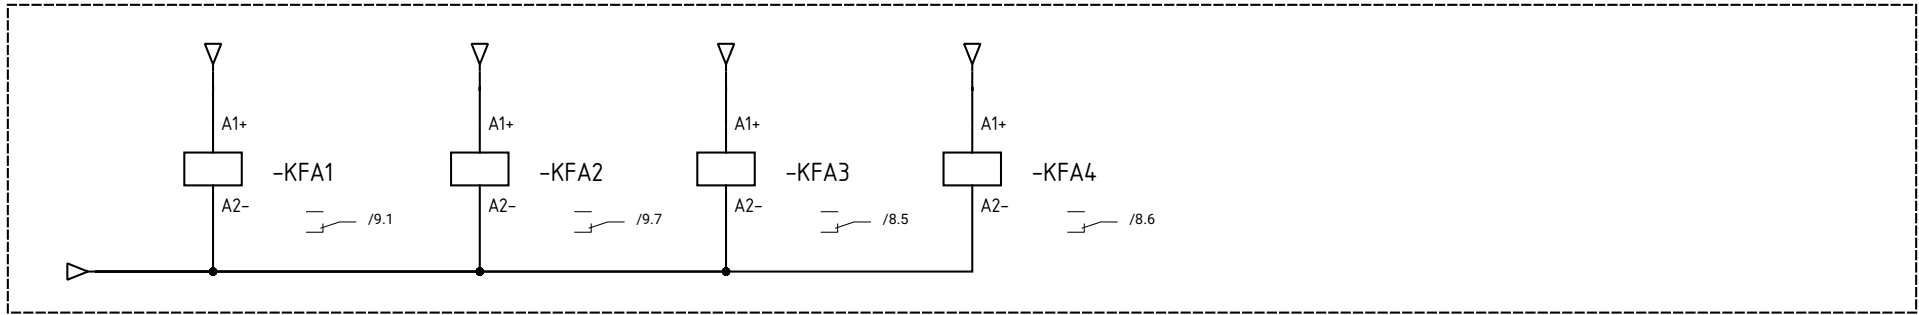 A1+ A1+ A1+ A1+
-KFA1 -KFA2 -KFA3 -KFA4
A2- A2- A2- A2-
/9.1 /9.7 /8.5 /8.6